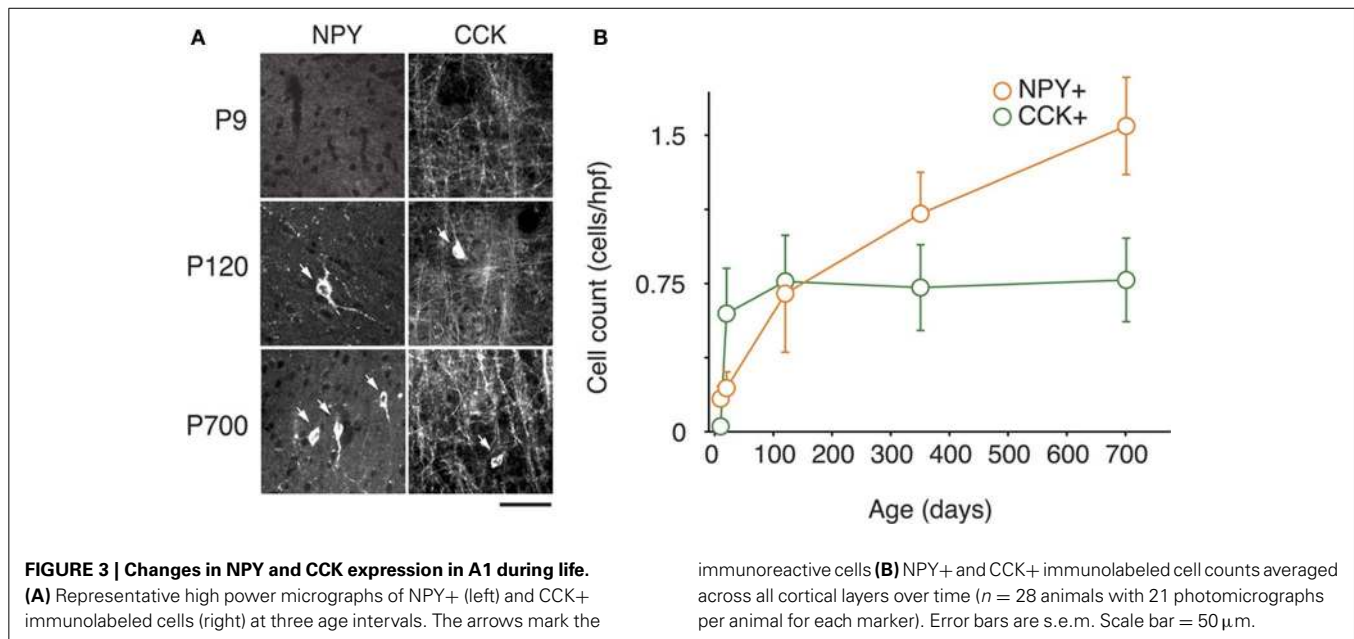 A
NPY CCK
P9
P120
P700
B
NPY+
CCK+
1.5
0.75
0
Cell count (cells/hpf)
0 100 200 300 400 500 600 700
Age (days)
FIGURE 3 | Changes in NPY and CCK expression in A1 during life.
(A) Representative high power micrographs of NPY+ (left) and CCK+
immunolabeled cells (right) at three age intervals. The arrows mark the
immunoreactive cells (B) NPY+ and CCK+ immunolabeled cell counts averaged
across all cortical layers over time (n = 28 animals with 21 photomicrographs
per animal for each marker). Error bars are s.e.m. Scale bar = 50 μm.